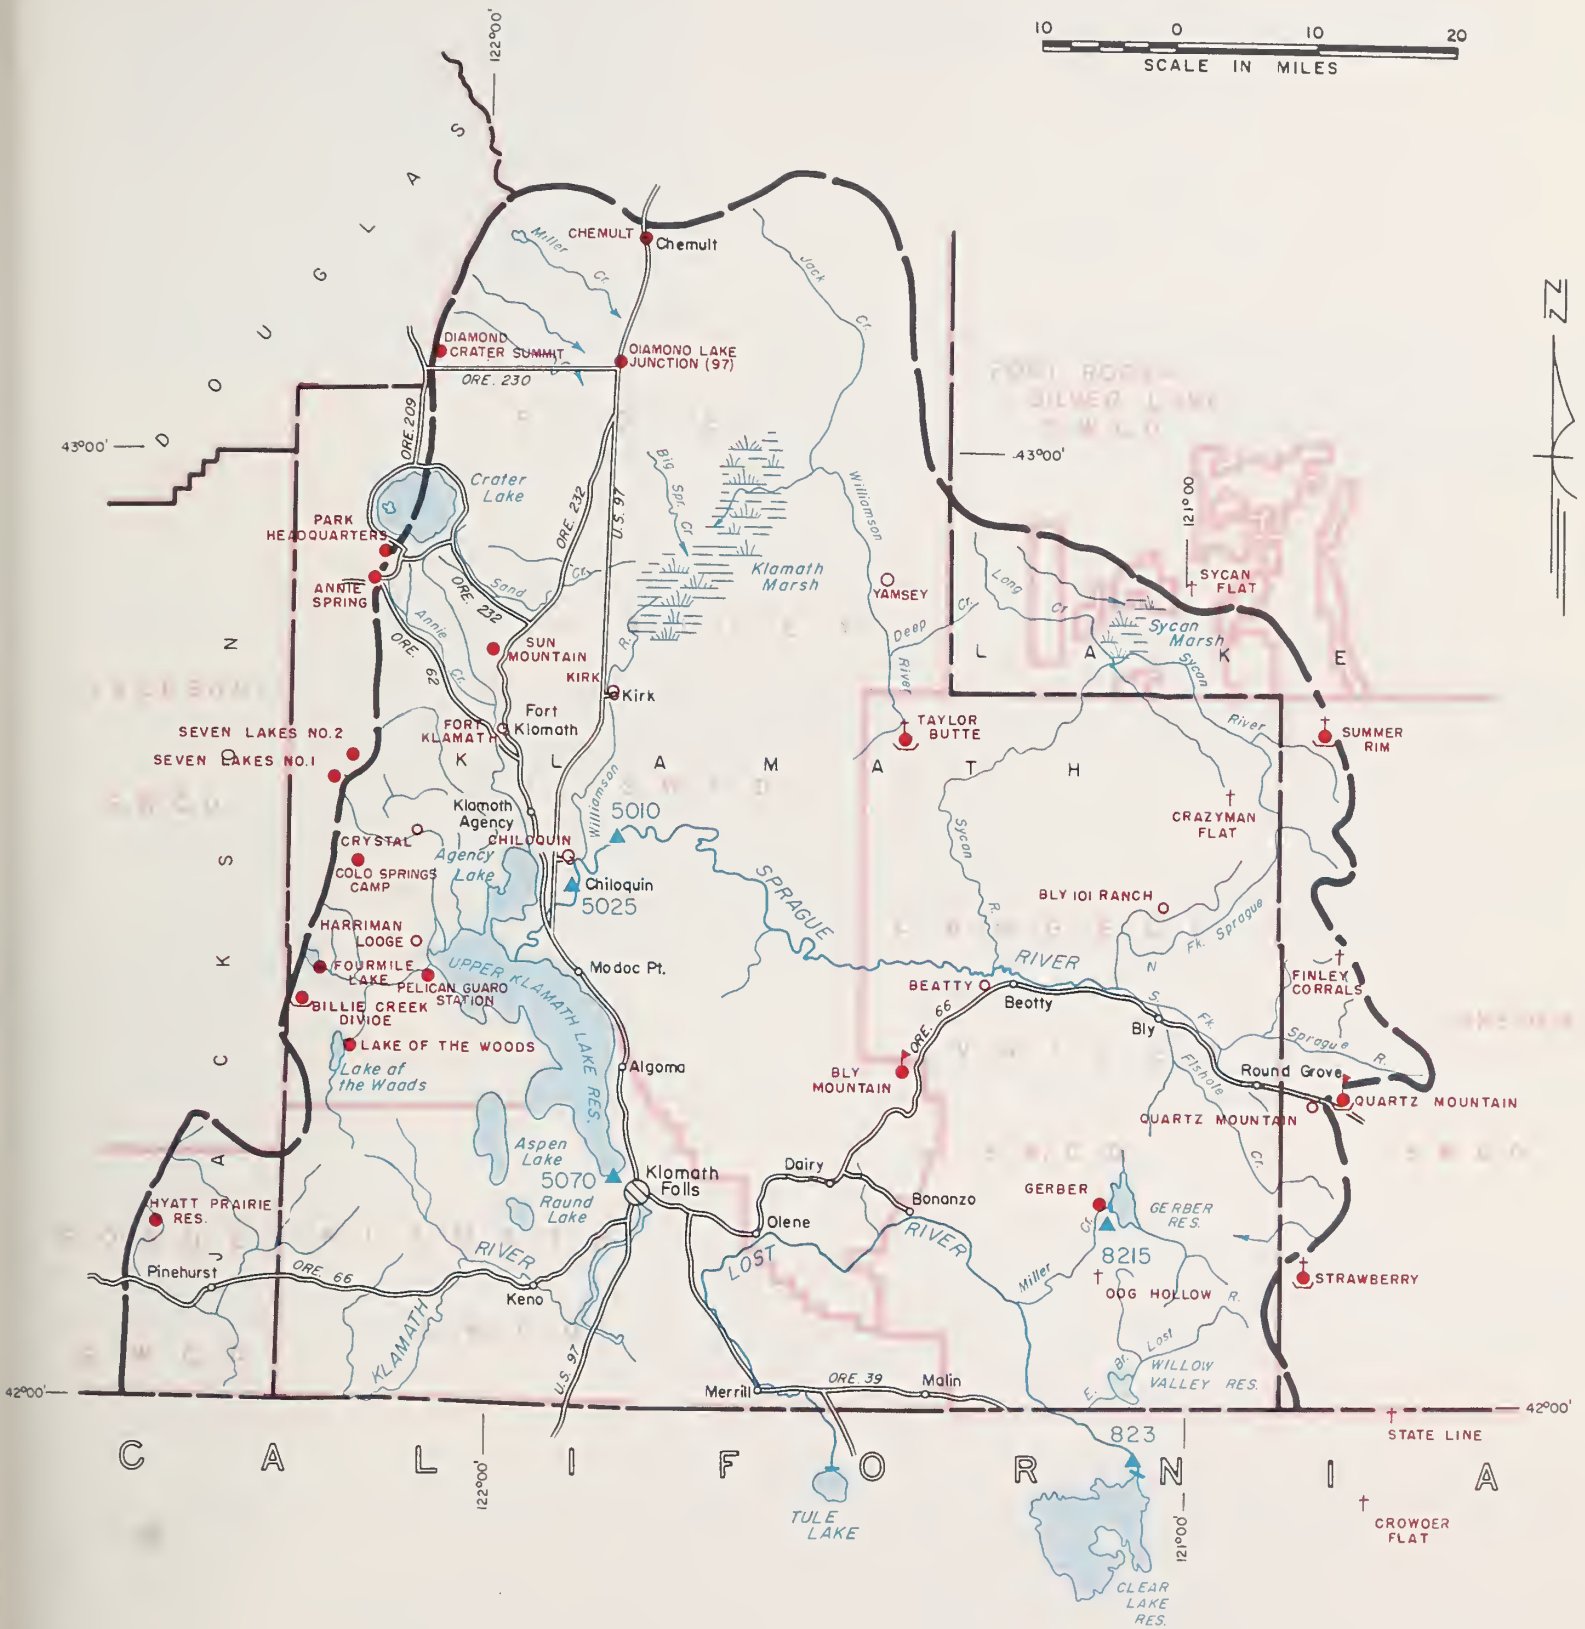 10 0 10 20
SCALE IN MILES
122°00'
DOUGLAS
CHEMULT
Chemult
Miller
Cr.
Jack
Cr.
DIAMOND
CRATER SUMMIT
DIAMOND LAKE
JUNCTION (97)
ORE. 230
ORE. 209
43°00'
43°00'
121°00
Crater
Lake
Big
Spr.
Cr
ORE. 232
U.S. 97
Williamson
PARK
HEADQUARTERS
ANNIE
SPRING
Sand
Cr.
ORE. 232
Annie
Cr.
ORE. 62
Klamath
Marsh
YAMSEY
Deep
Cr.
River
Long
Cr
SYCAN
FLAT
Sycan
Marsh
Sycan
River
LAKE
SUN
MOUNTAIN
KIRK
Kirk
R.
Fort
Klamath
FORT
KLAMATH
SEVEN LAKES NO.2
SEVEN LAKES NO.1
KLAMATH
TAYLOR
BUTTE
SUMMER
RIM
JACKSON
Klamath
Agency
Williamson
5010
CHILOQUIN
Chiloquin
5025
CRYSTAL
COLD SPRINGS
CAMP
Agency
Lake
CRAZYMAN
FLAT
Sycan
R.
SPRAGUE
RIVER
BLY 101 RANCH
N
Fk. Sprague
HARRIMAN
LODGE
FOURMILE
LAKE
PELICAN GUARD
STATION
BILLIE CREEK
DIVIDE
UPPER KLAMATH LAKE RES.
Modoc Pt.
BEATTY
Beatty
ORE. 66
FINLEY
CORRALS
Bly
S.
Fk.
Sprague
R.
LAKE OF THE WOODS
Lake of
the Woods
Algoma
BLY
MOUNTAIN
Fishole
Cr.
Round Grove
QUARTZ MOUNTAIN
QUARTZ MOUNTAIN
Aspen
Lake
5070
Klamath
Falls
Round
Lake
Dairy
Bonanza
Olene
GERBER
GERBER
RES.
Cr.
8215
HYATT PRAIRIE
RES.
RIVER
LOST
RIVER
Miller
DOG HOLLOW
STRAWBERRY
Pinehurst
ORE 66
Keno
KLAMATH
U.S. 97
E.
Br.
Lost
R.
WILLOW
VALLEY RES.
42°00'
Merrill
ORE. 39
Malin
42°00'
STATE LINE
823
CALIFORNIA
122°00'
121°00'
TULE
LAKE
CLEAR
LAKE
RES.
CROWDER
FLAT